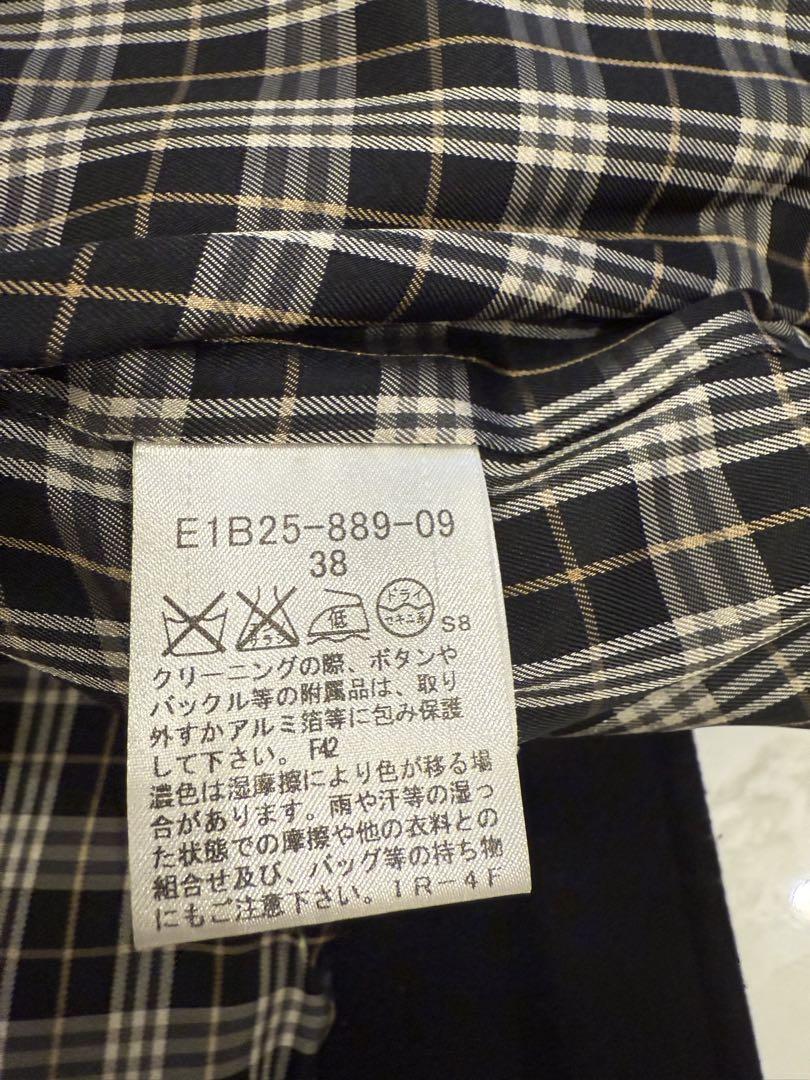 E1B25-889-09
38
低
ドライ
セキユ系
S8
クリーニングの際、ボタンや
バックル等の附属品は、取り
外すかアルミ箔等に包み保護
して下さい。F42
濃色は湿摩擦により色が移る場
合があります。雨や汗等の湿っ
た状態での摩擦や他の衣料との
組合せ及び、バッグ等の持ち物
にもご注意下さい。IR-4F